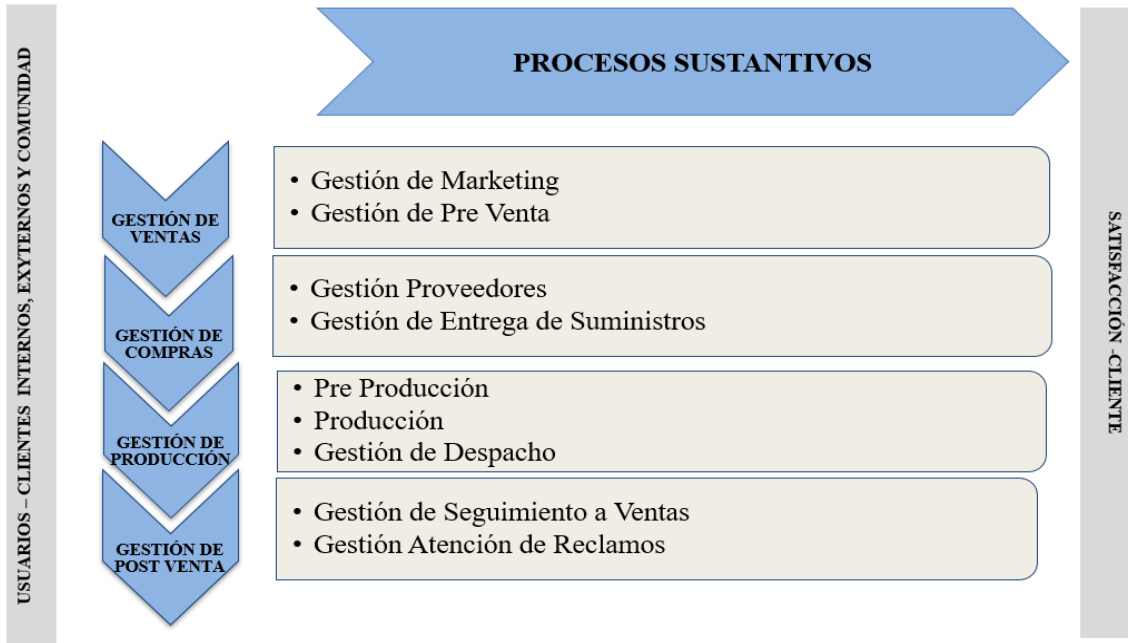 USUARIOS – CLIENTES INTERNOS, EXYTERNOS Y COMUNIDAD
PROCESOS SUSTANTIVOS
GESTIÓN DE
VENTAS
• Gestión de Marketing
• Gestión de Pre Venta
GESTIÓN DE
COMPRAS
• Gestión Proveedores
• Gestión de Entrega de Suministros
GESTIÓN DE
PRODUCCIÓN
• Pre Producción
• Producción
• Gestión de Despacho
GESTIÓN DE
POST VENTA
• Gestión de Seguimiento a Ventas
• Gestión Atención de Reclamos
SATISFACCIÓN -CLIENTE